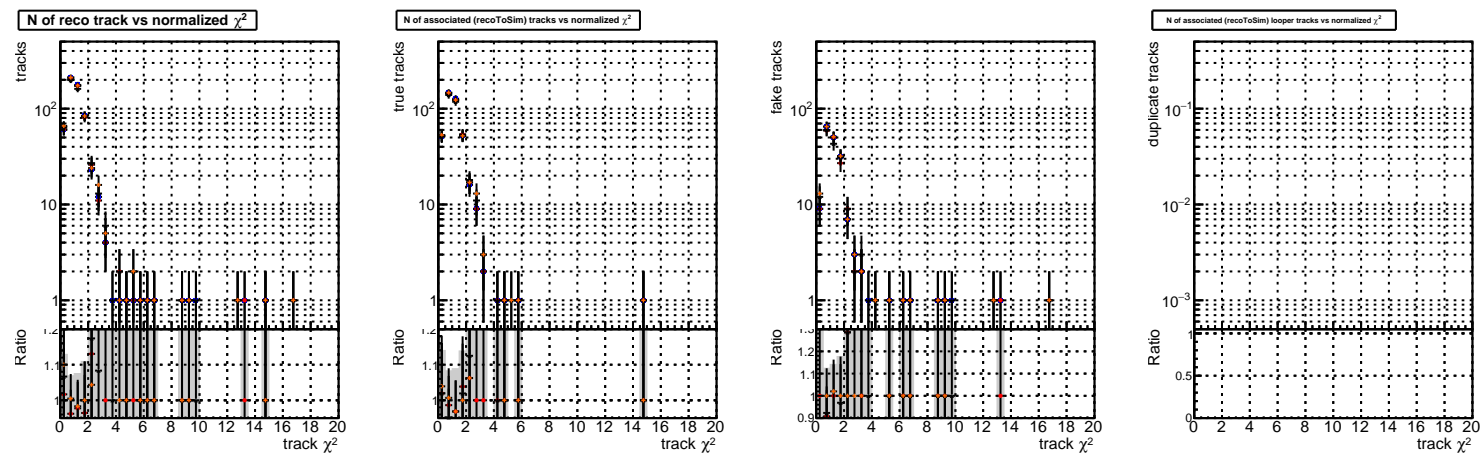 N of reco track vs normalized χ²
tracks
10²
10
1
Ratio
1.2
1.1
1
0 2 4 6 8 10 12 14 16 18 20
track χ²
N of associated (recoToSim) tracks vs normalized χ²
true tracks
10²
10
1
Ratio
1.2
1.1
1
0 2 4 6 8 10 12 14 16 18 20
track χ²
fake tracks
10²
10
1
Ratio
1.3
1.2
1.1
1
0.9
0 2 4 6 8 10 12 14 16 18 20
track χ²
N of associated (recoToSim) looper tracks vs normalized χ²
duplicate tracks
10⁻¹
10⁻²
10⁻³
Ratio
1
0.5
0
0 2 4 6 8 10 12 14 16 18 20
track χ²